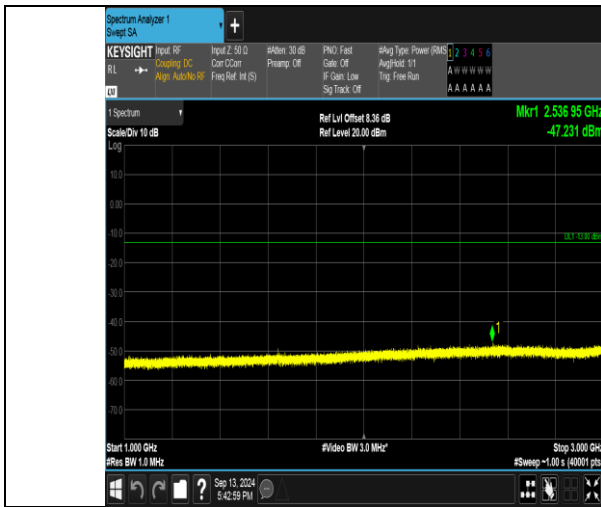 Spectrum Analyzer 1
Swept SA
+
KEYSIGHT
RL
LXI
Input: RF
Coupling: DC
Align: Auto/No RF
Input Z: 50 Ω
Corr CCorr
Freq Ref: Int (S)
#Atten: 30 dB
Preamp: Off
PNO: Fast
Gate: Off
IF Gain: Low
Sig Track: Off
#Avg Type: Power (RMS
Avg|Hold: 1/1
Trig: Free Run
1 2 3 4 5 6
A W W W W W
A A A A A A
1 Spectrum
Scale/Div 10 dB
Log
Ref Lvl Offset 8.36 dB
Ref Level 20.00 dBm
Mkr1 2.536 95 GHz
-47.231 dBm
10.0
0.00
-10.0
DL1 -13.00 dBm
-20.0
-30.0
-40.0
1
-50.0
-60.0
-70.0
Start 1.000 GHz
#Res BW 1.0 MHz
#Video BW 3.0 MHz*
Stop 3.000 GHz
#Sweep ~1.00 s (40001 pts)
?
Sep 13, 2024
5:42:59 PM